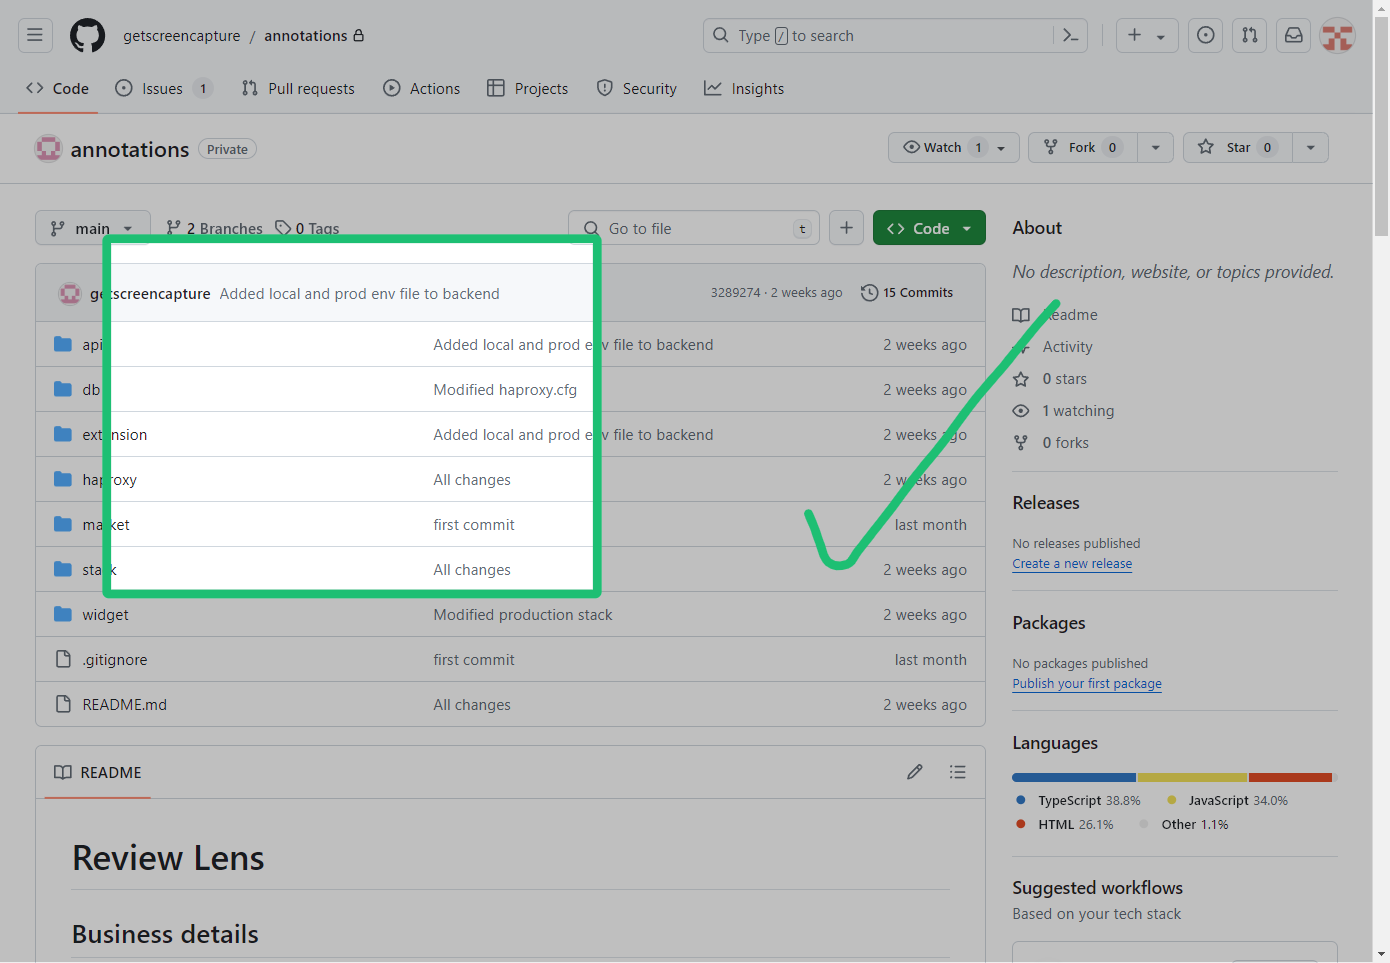 getscreencapture / annotations
Type / to search
Code
Issues 1
Pull requests
Actions
Projects
Security
Insights
annotations Private
Watch 1
Fork 0
Star 0
main
2 Branches
0 Tags
Go to file t
Code
getscreencapture Added local and prod env file to backend 3289274 · 2 weeks ago 15 Commits
api Added local and prod env file to backend 2 weeks ago
db Modified haproxy.cfg 2 weeks ago
extension Added local and prod env file to backend 2 weeks ago
haproxy All changes 2 weeks ago
market first commit last month
stack All changes 2 weeks ago
widget Modified production stack 2 weeks ago
.gitignore first commit last month
README.md All changes 2 weeks ago
README
Review Lens
Business details
About
No description, website, or topics provided.
Readme
Activity
0 stars
1 watching
0 forks
Releases
No releases published
Create a new release
Packages
No packages published
Publish your first package
Languages
TypeScript 38.8%
JavaScript 34.0%
HTML 26.1%
Other 1.1%
Suggested workflows
Based on your tech stack